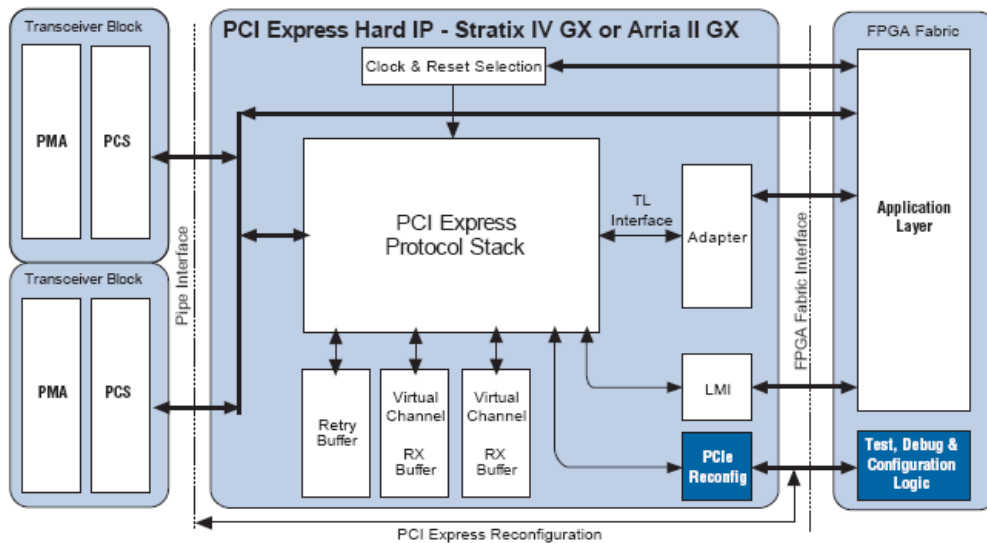 Transceiver Block
PMA
PCS
Transceiver Block
PMA
PCS
Pipe Interface
PCI Express Hard IP - Stratix IV GX or Arria II GX
Clock & Reset Selection
PCI Express
Protocol Stack
TL
Interface
Adapter
Retry
Buffer
Virtual
Channel
RX
Buffer
Virtual
Channel
RX
Buffer
LMI
PCIe
Reconfig
FPGA Fabric Interface
FPGA Fabric
Application
Layer
Test, Debug &
Configuration
Logic
PCI Express Reconfiguration